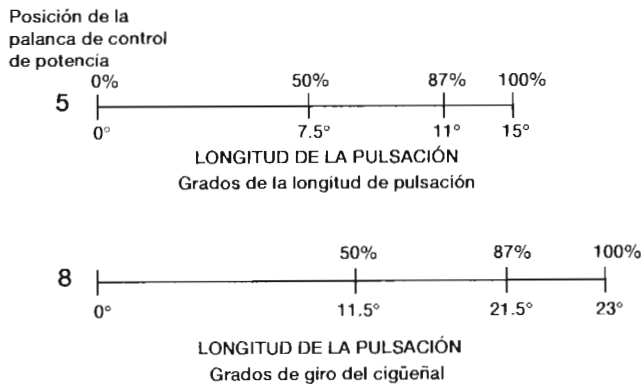 Posición de la
palanca de control
de potencía
0% 50% 87% 100%
5
0° 7.5° 11° 15°
LONGITUD DE LA PULSACIÓN
Grados de la longitud de pulsación
50% 87% 100%
8
0° 11.5° 21.5° 23°
LONGITUD DE LA PULSACIÓN
Grados de giro del cigüeñal